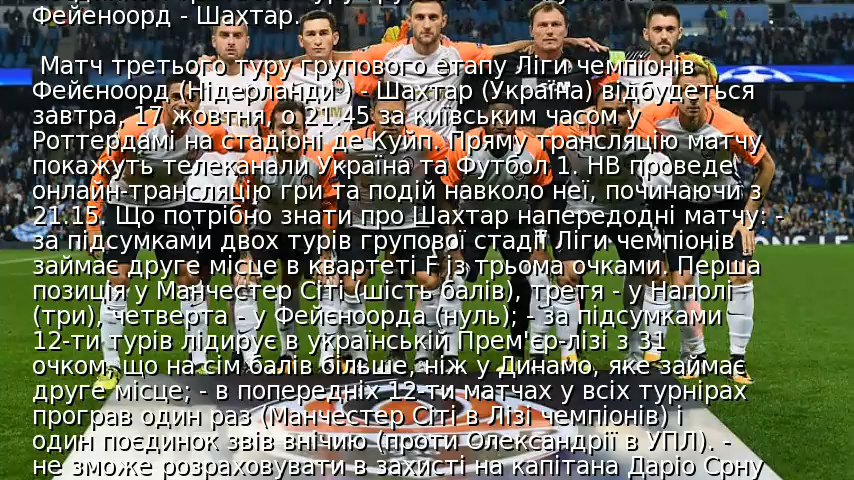 Фейеноорд - Шахтар.
Матч третього туру групового етапу Ліги чемпіонів
Фейєноорд (Нідерланди ) - Шахтар (Україна) відбудеться
завтра, 17 жовтня, о 21:45 за київським часом у
Роттердамі на стадіоні де Куйп. Пряму трансляцію матчу
покажуть телеканали Україна та Футбол 1. НВ проведе
онлайн-трансляцію гри та подій навколо неї, починаючи з
21.15. Що потрібно знати про Шахтар напередодні матчу: -
за підсумками двох турів групової стадії Ліги чемпіонів
займає друге місце в квартеті F із трьома очками. Перша
позиція у Манчестер Сіті (шість балів), третя - у Наполі
(три), четверта - у Фейєноорда (нуль); - за підсумками
12-ти турів лідирує в українській Прем'єр-лізі з 31
очком, що на сім балів більше, ніж у Динамо, яке займає
друге місце; - в попередніх 12-ти матчах у всіх турнірах
програв один раз (Манчестер Сіті в Лізі чемпіонів) і
один поєдинок звів внічию (проти Олександрії в УПЛ). -
не зможе розраховувати в захисті на капітана Даріо Срну